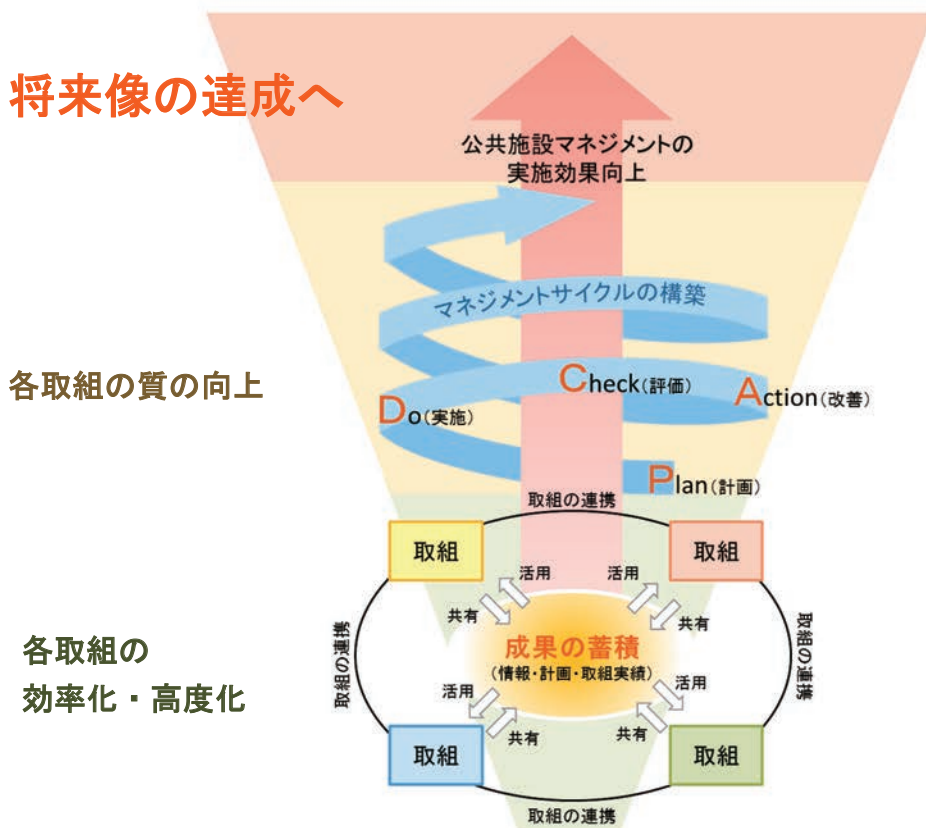 将来像の達成へ
公共施設マネジメントの
実施効果向上
マネジメントサイクルの構築
各取組の質の向上
Check(評価)
Action(改善)
Do(実施)
Plan(計画)
取組の連携
取組
取組
活用
活用
共有
共有
取組の連携
取組の連携
各取組の
効率化・高度化
成果の蓄積
(情報・計画・取組実績)
活用
活用
共有
共有
取組
取組
取組の連携